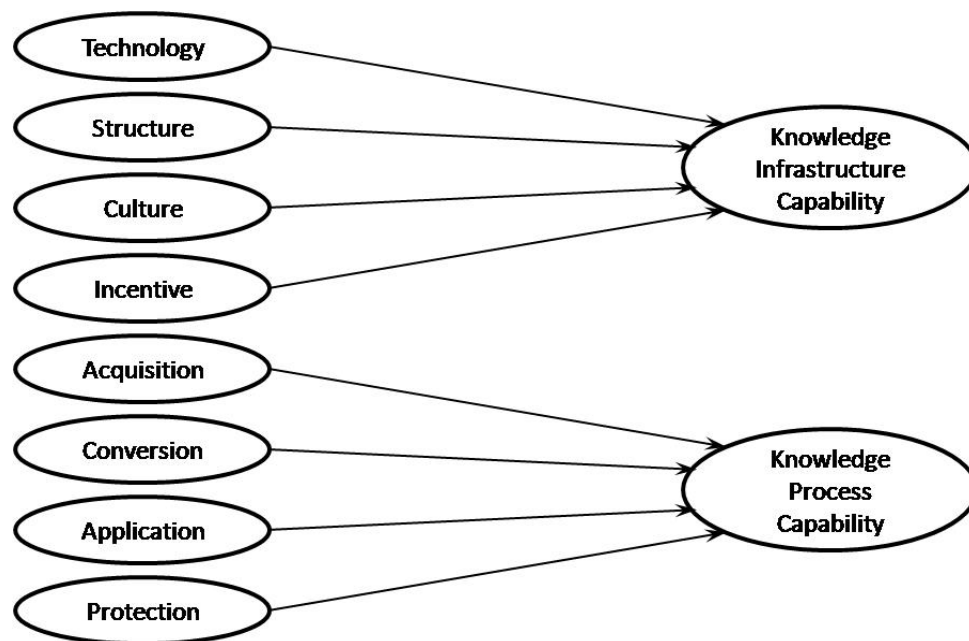 Technology
Structure
Culture
Incentive
Acquisition
Conversion
Application
Protection
Knowledge
Infrastructure
Capability
Knowledge
Process
Capability